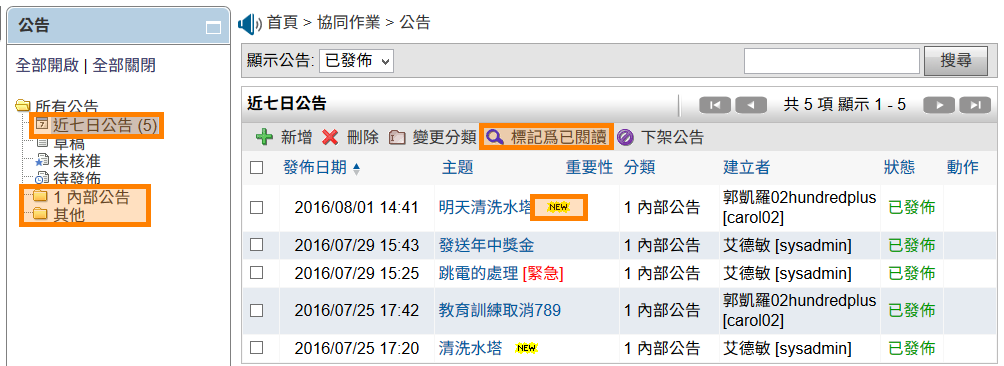 公告
全部開啟 | 全部關閉
所有公告
近七日公告 (5)
草稿
未核准
待發佈
1 內部公告
其他
首頁 > 協同作業 > 公告
顯示公告: 已發佈 搜尋
近七日公告 共 5 項 顯示 1 - 5
新增 刪除 變更分類 標記爲已閱讀 下架公告
發佈日期 主題 重要性 分類 建立者 狀態 動作
2016/08/01 14:41 明天清洗水塔 NEW 1 內部公告 郭凱羅02hundredplus [carol02] 已發佈
2016/07/29 15:43 發送年中獎金 1 內部公告 艾德敏 [sysadmin] 已發佈
2016/07/29 15:25 跳電的處理 [緊急] 1 內部公告 艾德敏 [sysadmin] 已發佈
2016/07/25 17:42 教育訓練取消789 1 內部公告 郭凱羅02hundredplus [carol02] 已發佈
2016/07/25 17:20 清洗水塔 NEW 1 內部公告 艾德敏 [sysadmin] 已發佈